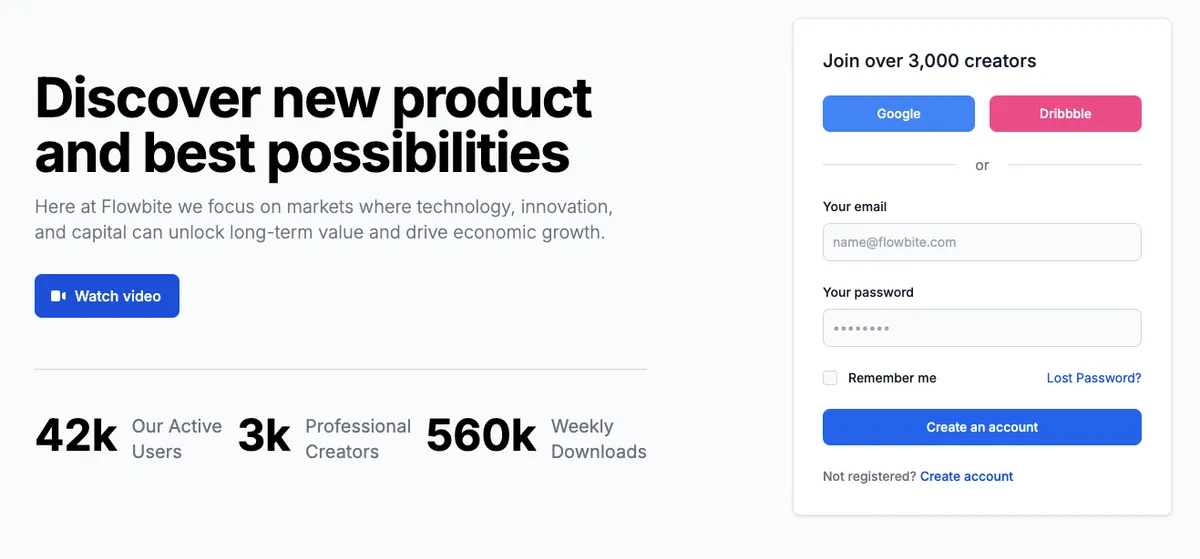 Discover new product
and best possibilities
Here at Flowbite we focus on markets where technology, innovation,
and capital can unlock long-term value and drive economic growth.
Watch video
42k Our Active Users
3k Professional Creators
560k Weekly Downloads
Join over 3,000 creators
Google
Dribbble
or
Your email
name@flowbite.com
Your password
••••••••
Remember me
Lost Password?
Create an account
Not registered? Create account